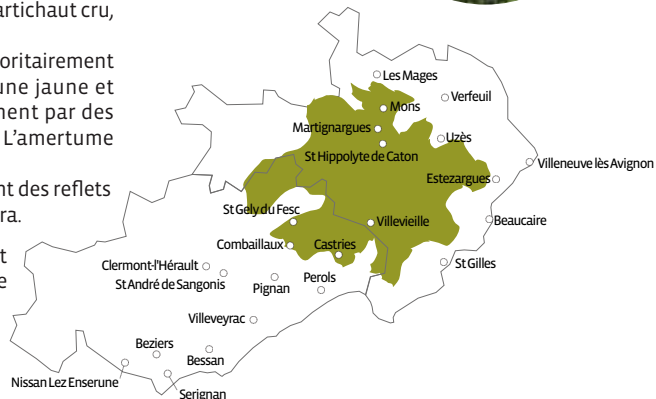 artichaut cru,
oritairement
une jaune et
ment par des
L'amertume
nt des reflets
ra.
t
e
Les Mages
Verfeuil
Mons
Martignargues
Uzès
St Hippolyte de Caton
Villeneuve lès Avignon
Estezargues
St Gely du Fesc
Villevieille
Beaucaire
Combaillaux
Castries
Clermont-l'Hérault
St Gilles
St André de Sangonis
Pignan
Perols
Villeveyrac
Beziers
Bessan
Nissan Lez Enserune
Serignan